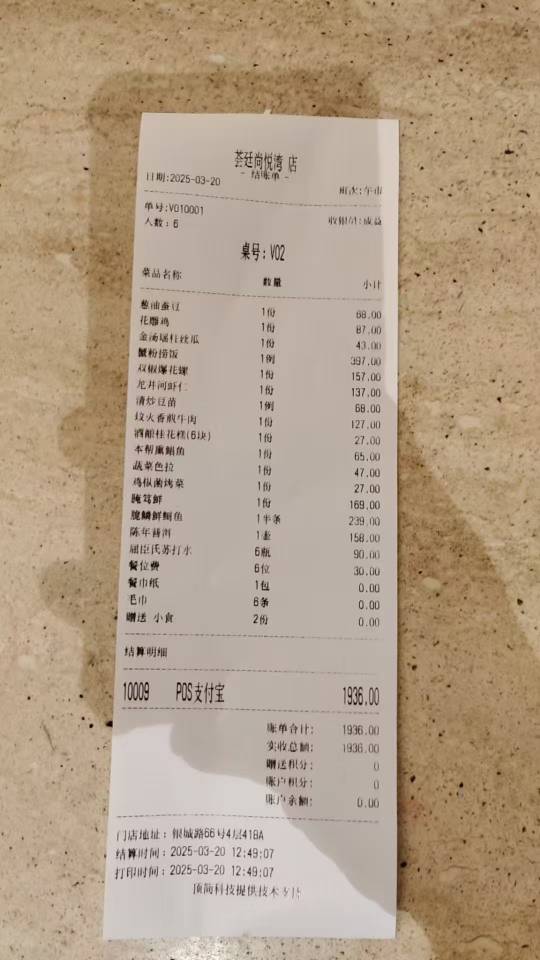 荟廷尚悦湾 店
- 结账单 -
日期:2025-03-20 班次:午市
单号:V010001
人数: 6 收银员:成益
桌号: V02
菜品名称 数量 小计
葱油蚕豆 1份 68.00
花雕鸡 1份 87.00
金汤瑶柱丝瓜 1份 43.00
蟹粉捞饭 1例 397.00
双椒爆花螺 1份 157.00
龙井河虾仁 1份 137.00
清炒豆苗 1例 68.00
文火香煎牛肉 1份 127.00
酒酿桂花糕(6块) 1份 27.00
本帮熏鲳鱼 1份 65.00
蔬菜色拉 1份 47.00
鸡枞菌烤菜 1份 27.00
腌笃鲜 1份 169.00
脆鳞鲜鲥鱼 1半条 239.00
陈年普洱 1壶 158.00
屈臣氏苏打水 6瓶 90.00
餐位费 6位 30.00
餐巾纸 1包 0.00
毛巾 6条 0.00
赠送 小食 2份 0.00
结算明细
10009 POS支付宝 1936.00
账单合计: 1936.00
实收总额: 1936.00
赠送积分: 0
账户积分: 0
账户余额: 0.00
门店地址: 银城路66号4层418A
结算时间: 2025-03-20 12:49:07
打印时间: 2025-03-20 12:49:07
顶简科技提供技术支持